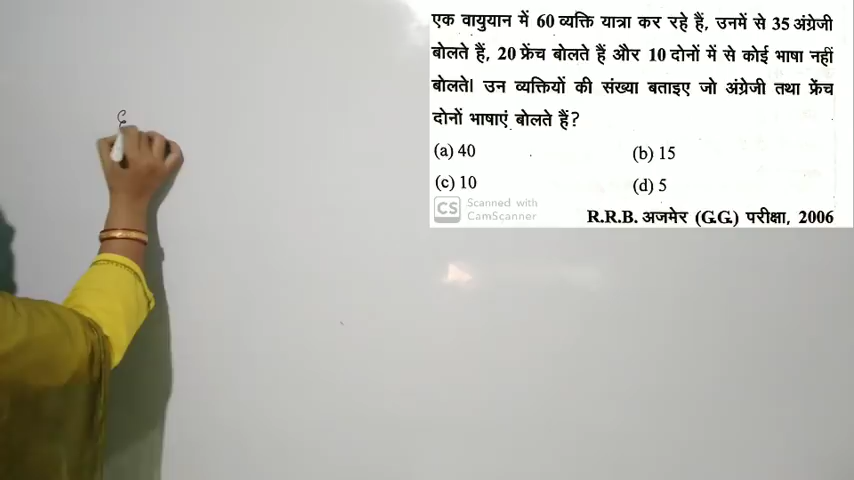 एक वायुयान में 60 व्यक्ति यात्रा कर रहे हैं, उनमें से 35 अंग्रेजी
बोलते हैं, 20 फ्रेंच बोलते हैं और 10 दोनों में से कोई भाषा नहीं
बोलते। उन व्यक्तियों की संख्या बताइए जो अंग्रेजी तथा फ्रेंच
दोनों भाषाएं बोलते हैं?
(a) 40 (b) 15
(c) 10 (d) 5
CS Scanned with CamScanner
R.R.B. अजमेर (G.G.) परीक्षा, 2006